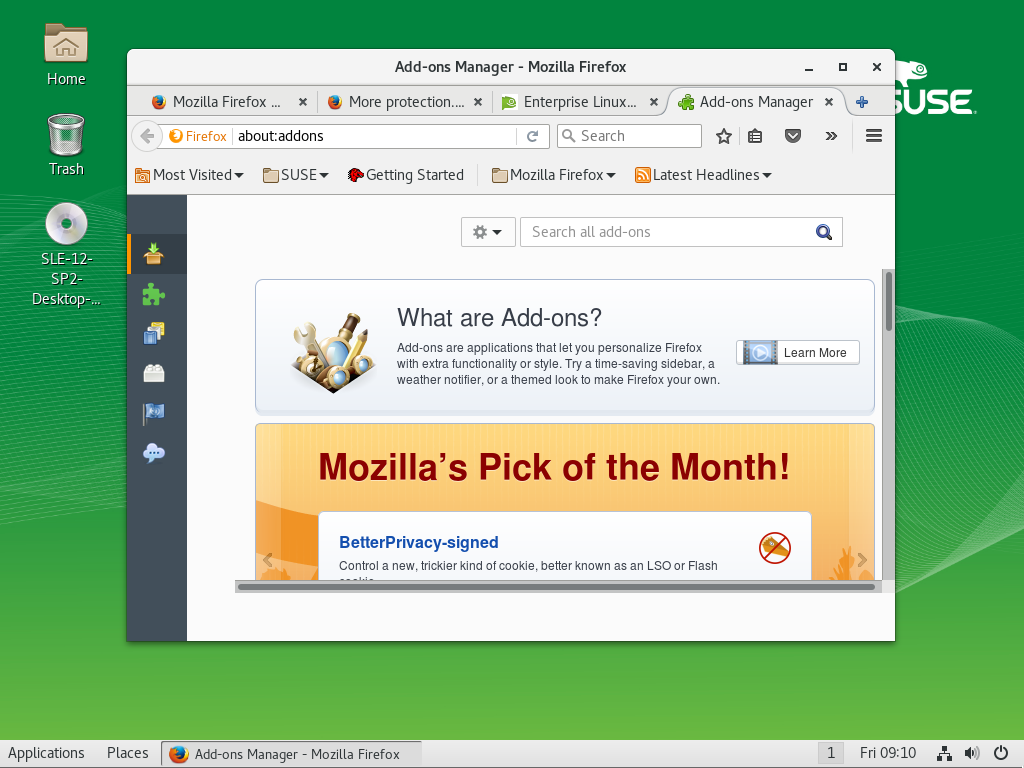 Home
Trash
SLE-12-
SP2-
Desktop-...
SUSE
Add-ons Manager - Mozilla Firefox
Mozilla Firefox ...
More protection....
Enterprise Linux...
Add-ons Manager
Firefox
about:addons
Search
Most Visited
SUSE
Getting Started
Mozilla Firefox
Latest Headlines
Search all add-ons
What are Add-ons?
Add-ons are applications that let you personalize Firefox
with extra functionality or style. Try a time-saving sidebar, a
weather notifier, or a themed look to make Firefox your own.
Learn More
Mozilla’s Pick of the Month!
BetterPrivacy-signed
Control a new, trickier kind of cookie, better known as an LSO or Flash
Applications
Places
Add-ons Manager - Mozilla Firefox
1
Fri 09:10